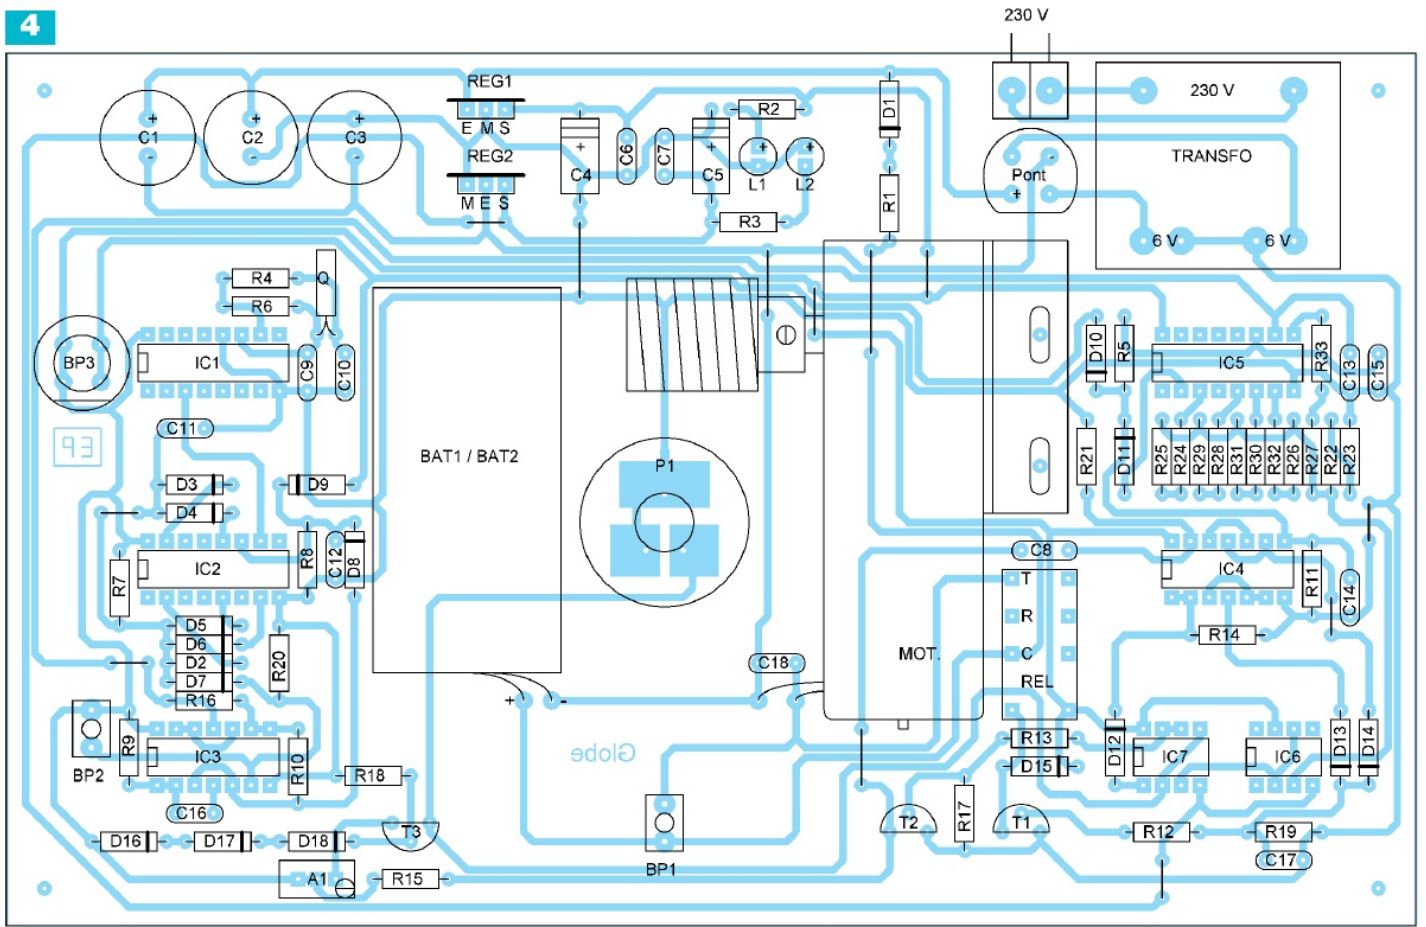 4
230 V
REG1
E M S
REG2
M E S
C1
C2
C3
C4
C6
C7
C5
R2
L1
L2
R3
D1
R1
Pont
230 V
TRANSFO
6 V
6 V
R4
R6
Q
BP3
IC1
C9
C10
C11
EP
D3
D4
D9
BAT1 / BAT2
P1
D10
R5
IC5
R33
C13
C15
R21
D11
R25
R24
R29
R28
R31
R30
R32
R26
R27
R22
R23
R7
IC2
R8
C12
D8
C8
IC4
R11
C14
T
R
C
REL
MOT.
R14
D5
D6
D2
D7
R16
R20
C18
+
-
BP2
R9
IC3
R10
R18
C16
Globe
R13
D15
D12
IC7
IC6
D13
D14
D16
D17
D18
T3
A1
R15
BP1
T2
R17
T1
R12
R19
C17